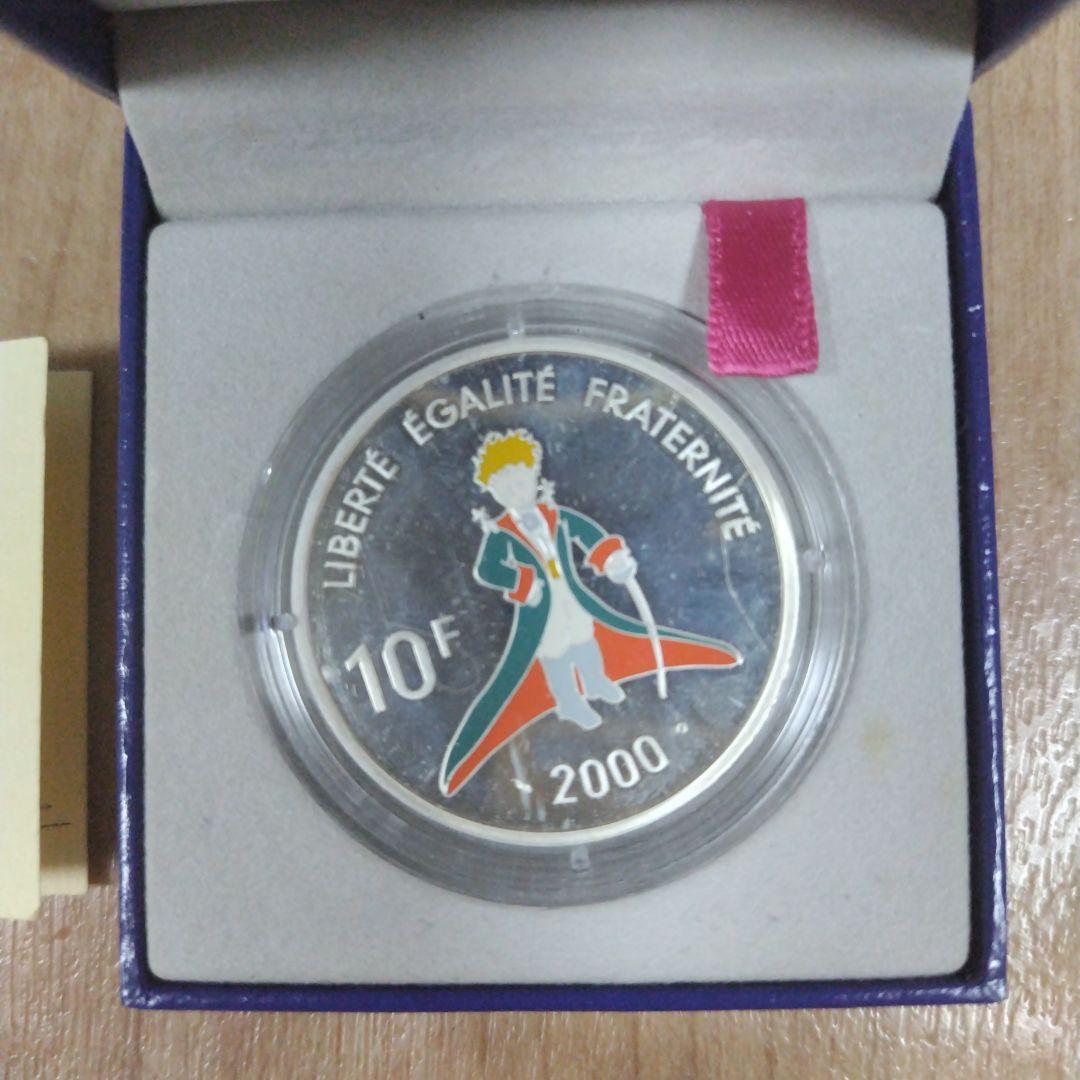 LIBERTÉ ÉGALITÉ FRATERNITÉ
10F
2000